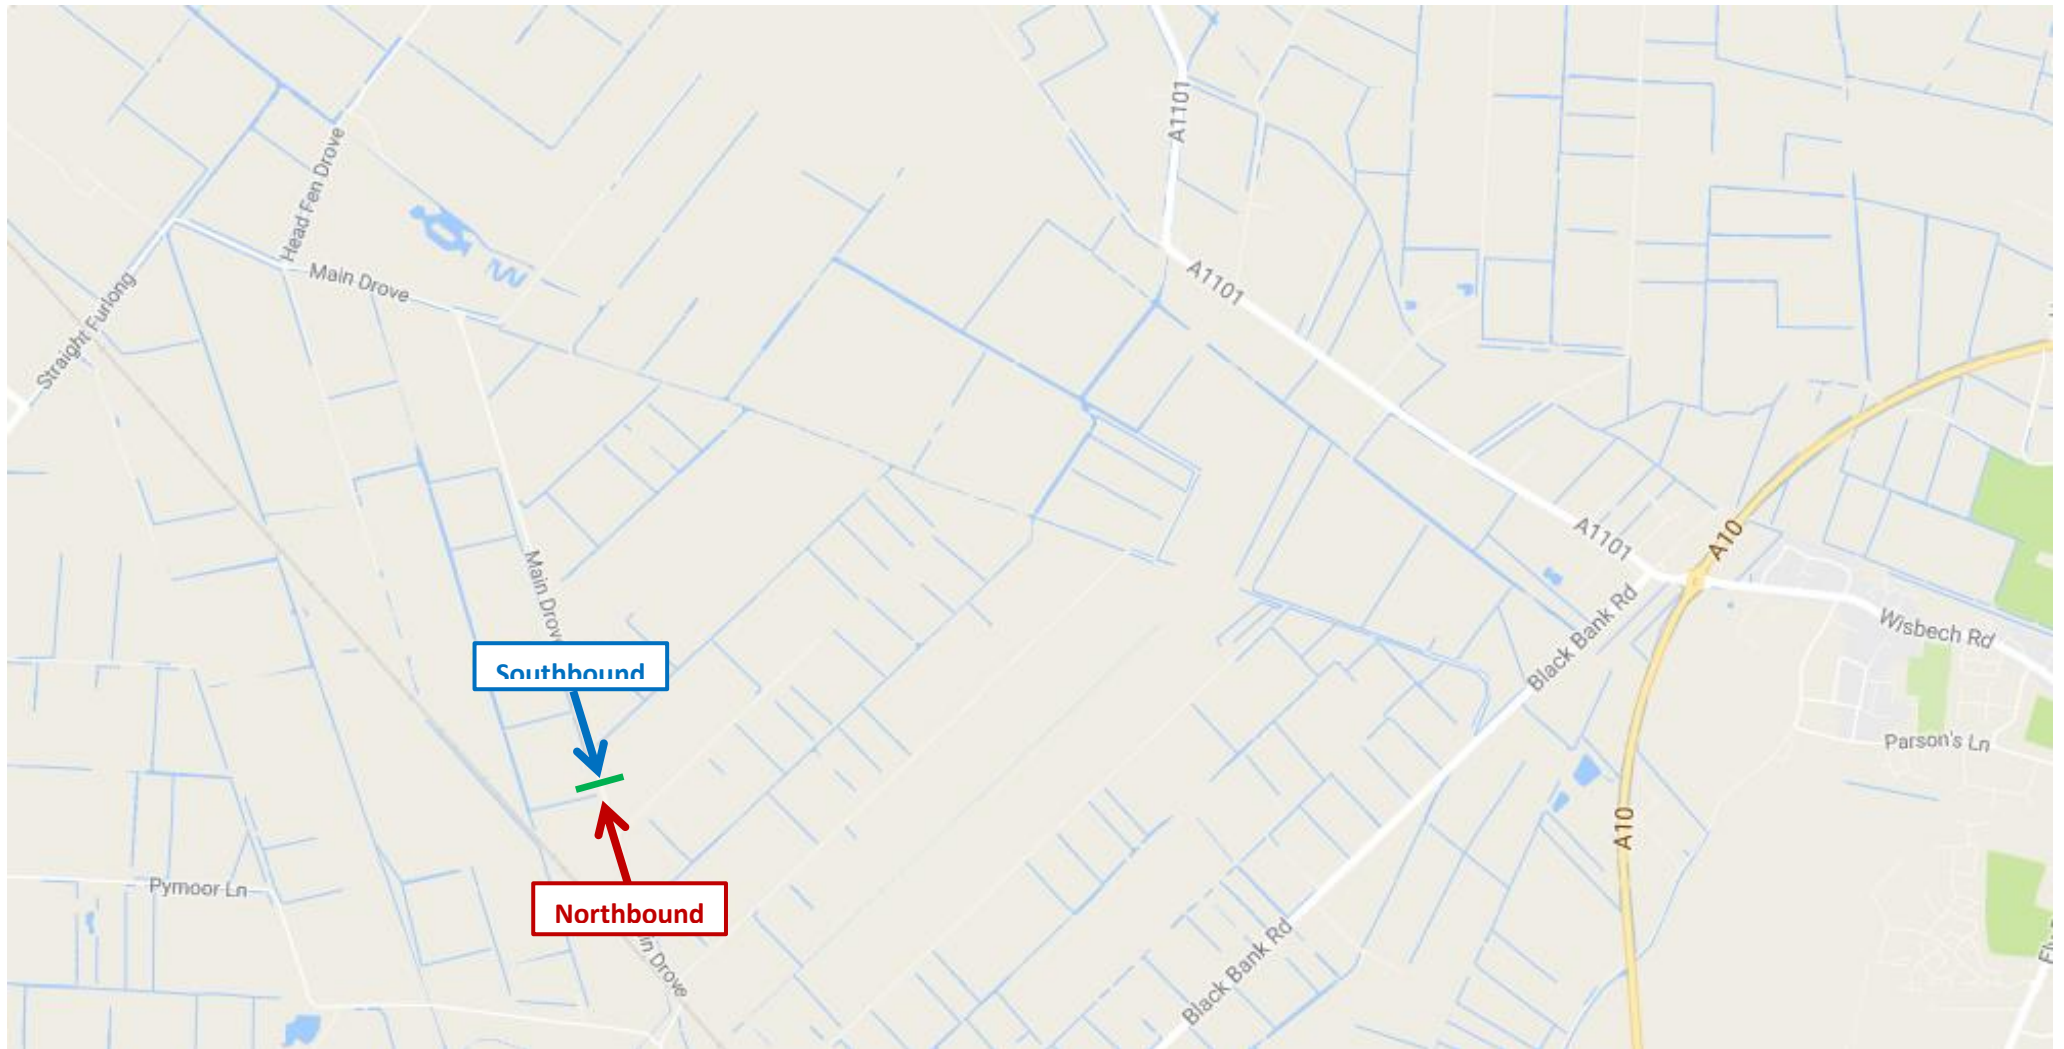 A1101
Head Fen Drove
Main Drove
A1101
Straight Furlong
A1101
A10
Main Drove
Black Bank Rd
Wisbech Rd
Southbound
Parson's Ln
A10
Pymoor Ln
Northbound
Drove
Black Bank Rd